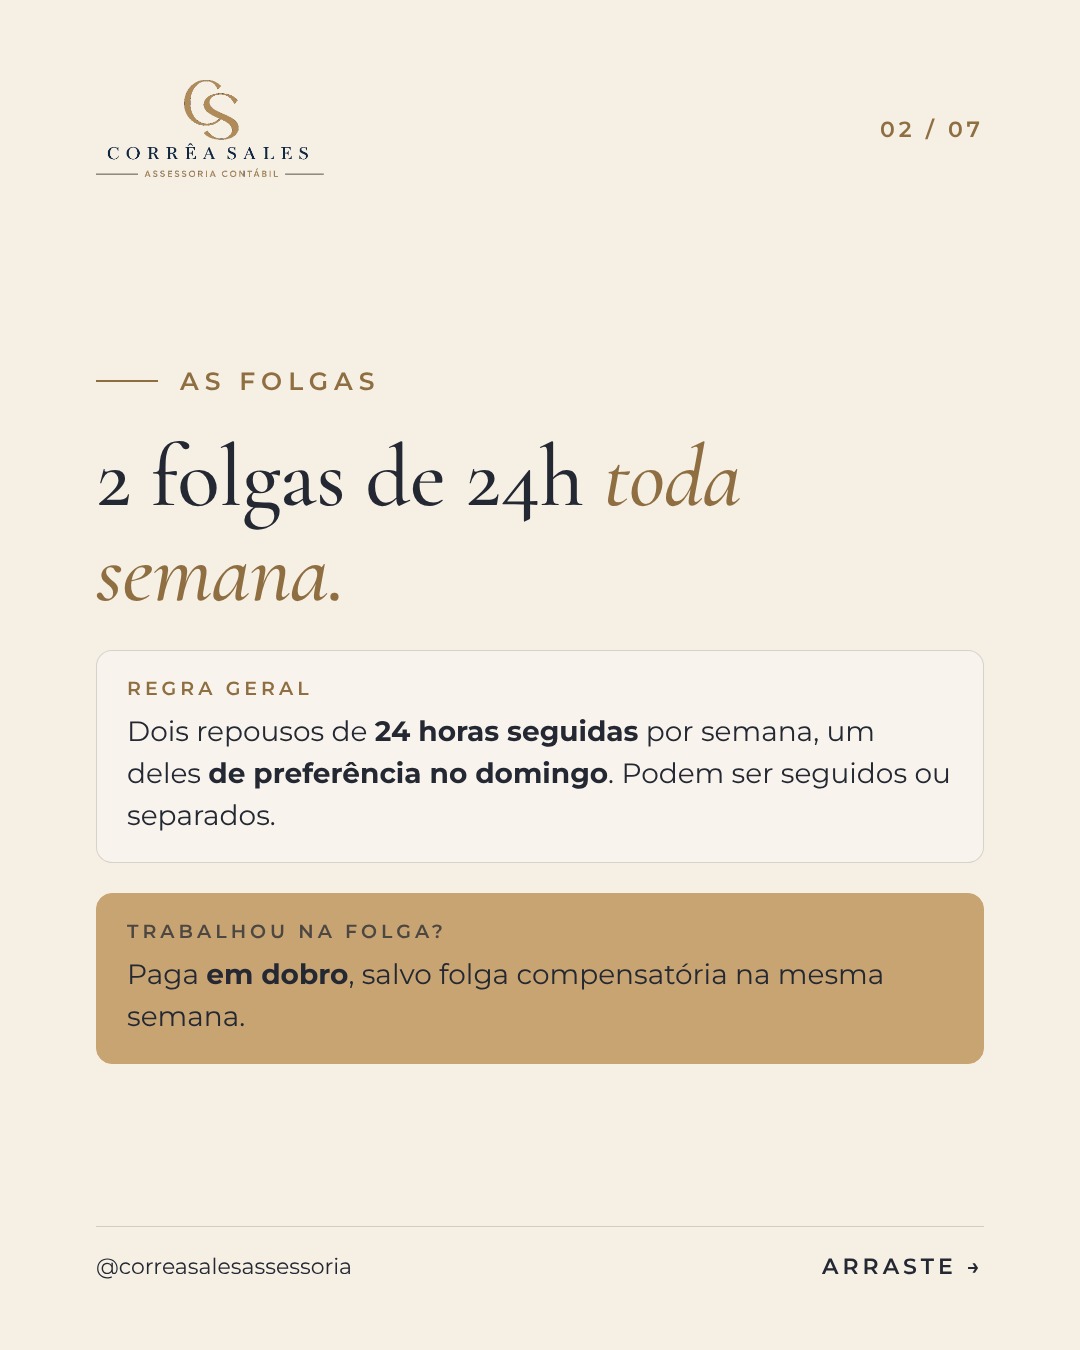 CS
CORRÊA SALES
ASSESSORIA CONTÁBIL
02 / 07
AS FOLGAS
2 folgas de 24h toda
semana.
REGRA GERAL
Dois repousos de 24 horas seguidas por semana, um
deles de preferência no domingo. Podem ser seguidos ou
separados.
TRABALHOU NA FOLGA?
Paga em dobro, salvo folga compensatória na mesma
semana.
@correasalesassessoria
ARRASTE →